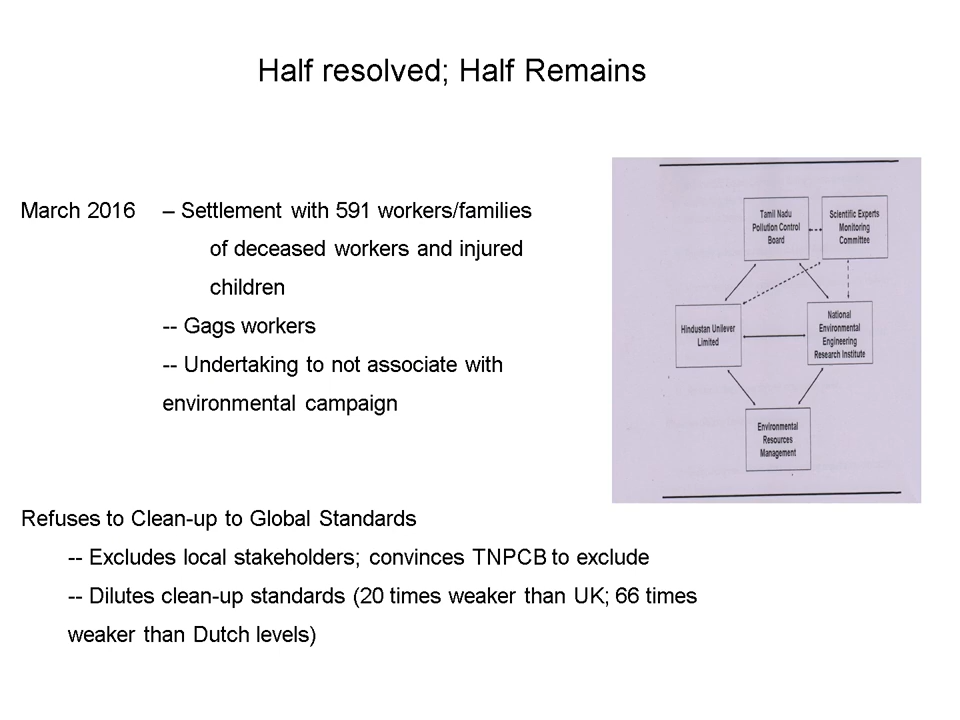 Half resolved; Half Remains
March 2016 – Settlement with 591 workers/families
of deceased workers and injured
children
-- Gags workers
-- Undertaking to not associate with
environmental campaign
Tamil Nadu
Pollution Control
Board
Scientific Experts
Monitoring
Committee
Hindustan Unilever
Limited
National
Environmental
Engineering
Research Institute
Environmental
Resources
Management
Refuses to Clean-up to Global Standards
-- Excludes local stakeholders; convinces TNPCB to exclude
-- Dilutes clean-up standards (20 times weaker than UK; 66 times
weaker than Dutch levels)